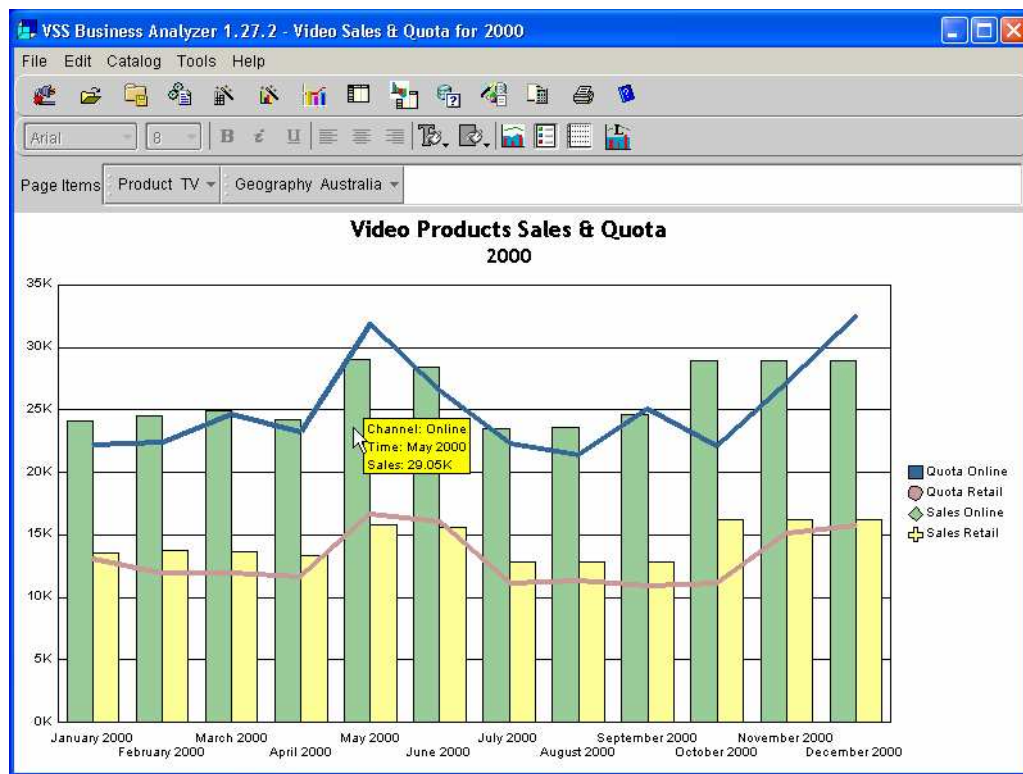 VSS Business Analyzer 1.27.2 - Video Sales & Quota for 2000
File Edit Catalog Tools Help
Arial 8 B i U
Page Items Product TV Geography Australia
Video Products Sales & Quota
2000
35K
30K
25K
20K
15K
10K
5K
0K
Channel: Online
Time: May 2000
Sales: 29.05K
Quota Online
Quota Retail
Sales Online
Sales Retail
January 2000 March 2000 May 2000 July 2000 September 2000 November 2000
February 2000 April 2000 June 2000 August 2000 October 2000 December 2000